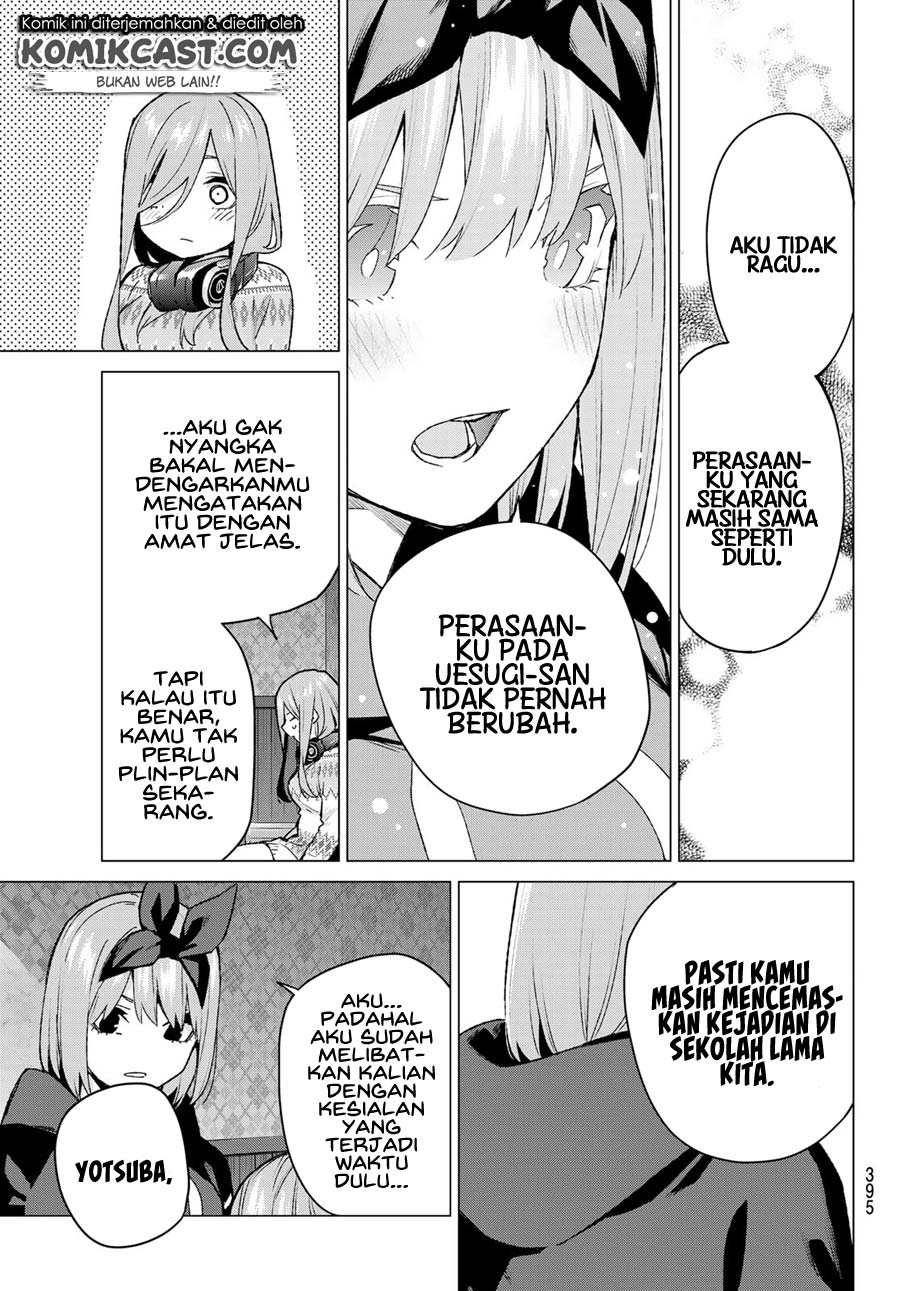 Komik ini diterjemahkan & diedit oleh
KOMIKCAST.COM
BUKAN WEB LAIN!!
AKU TIDAK
RAGU...
PERASAAN-
KU YANG
SEKARANG
MASIH SAMA
SEPERTI
DULU.
PERASAAN-
KU PADA
UESUGI-SAN
TIDAK PERNAH
BERUBAH.
...AKU GAK
NYANGKA
BAKAL MEN-
DENGARKANMU
MENGATAKAN
ITU DENGAN
AMAT JELAS.
TAPI
KALAU ITU
BENAR,
KAMU TAK
PERLU
PLIN-PLAN
SEKA-
RANG.
PASTI KAMU
MASIH MENCEMAS-
KAN KEJADIAN DI
SEKOLAH LAMA
KITA.
AKU...
PADAHAL
AKU SUDAH
MELIBAT-
KAN KALIAN
DENGAN
KESIALAN
YANG
TERJADI
WAKTU
DULU...
YOTSUBA,
395